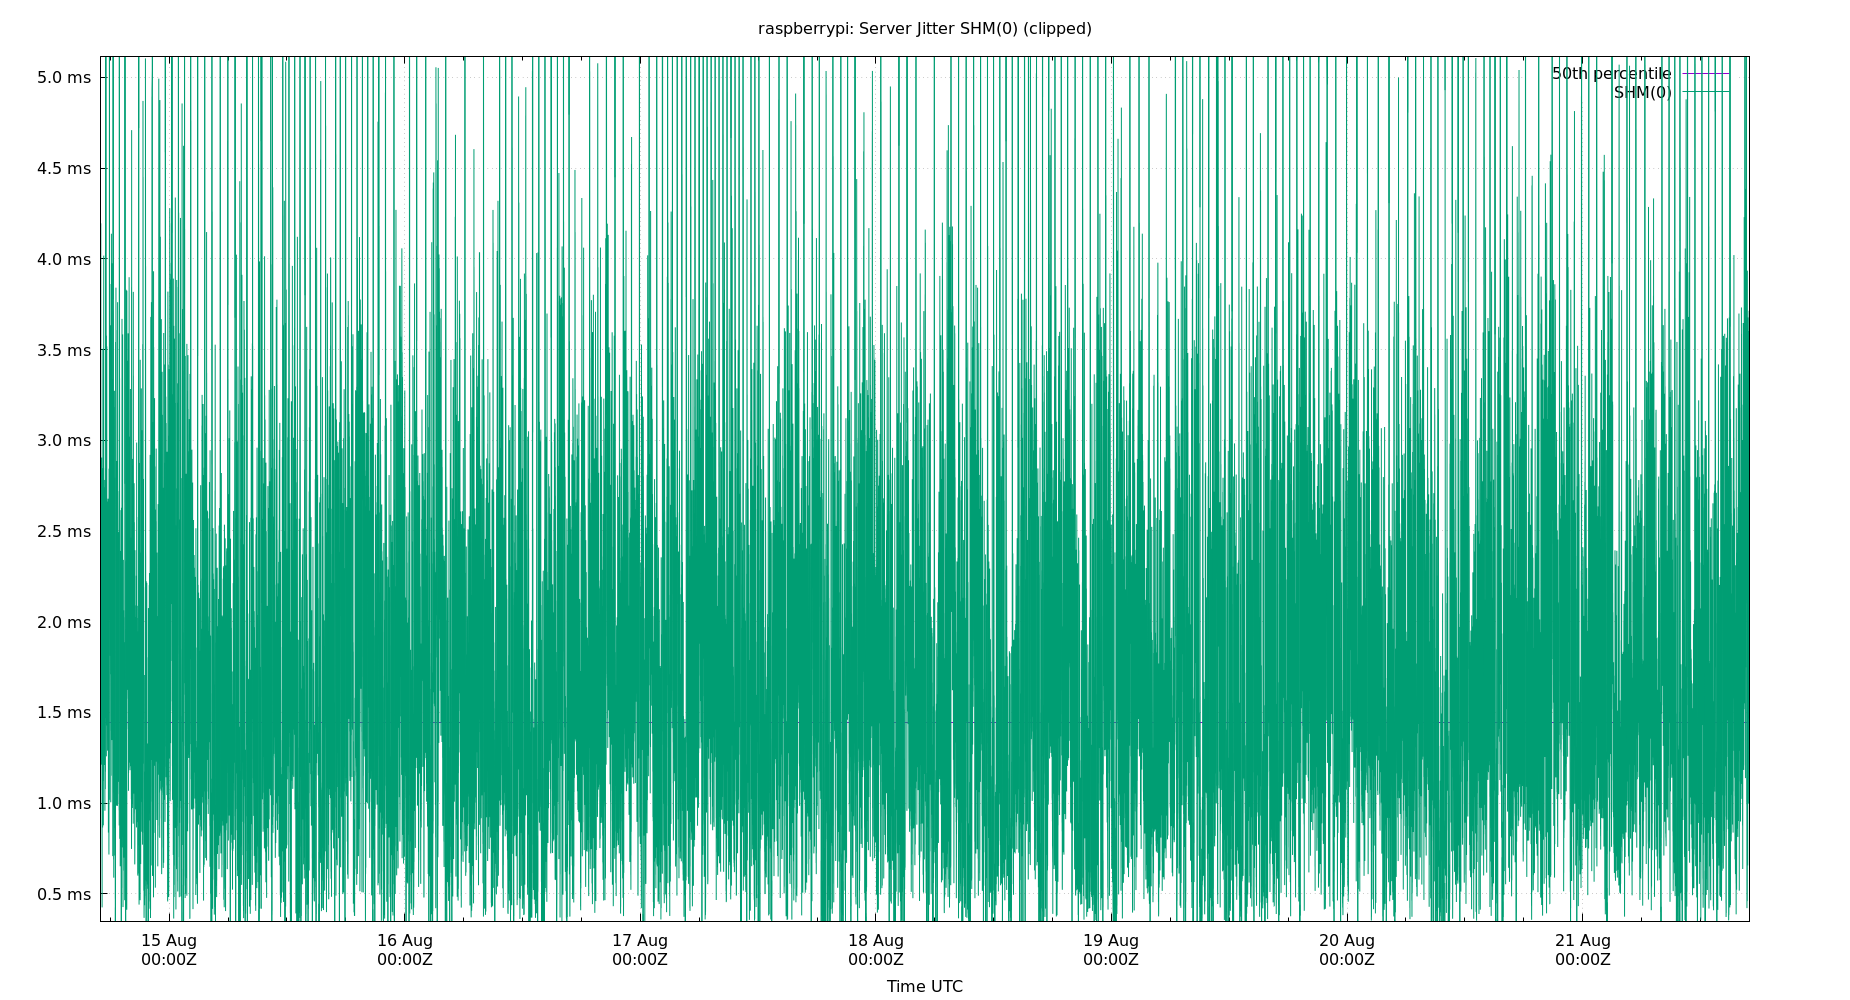 raspberrypi: Server Jitter SHM(0) (clipped)
50th percentile
SHM(0)
5.0 ms
4.5 ms
4.0 ms
3.5 ms
3.0 ms
2.5 ms
2.0 ms
1.5 ms
1.0 ms
0.5 ms
15 Aug 16 Aug 17 Aug 18 Aug 19 Aug 20 Aug 21 Aug
00:00Z 00:00Z 00:00Z 00:00Z 00:00Z 00:00Z 00:00Z
Time UTC